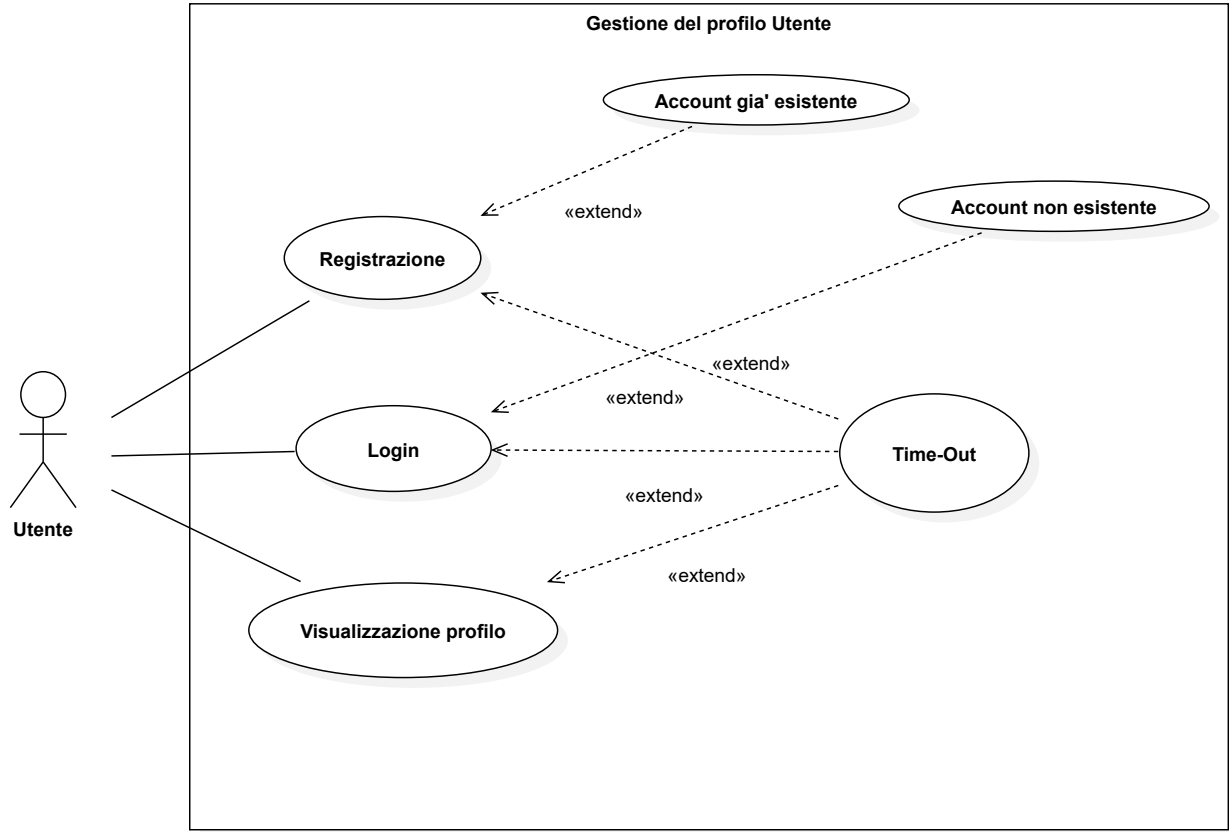 Gestione del profilo Utente
Account gia' esistente
Account non esistente
«extend»
Registrazione
«extend»
«extend»
Login
Time-Out
«extend»
Utente
«extend»
Visualizzazione profilo